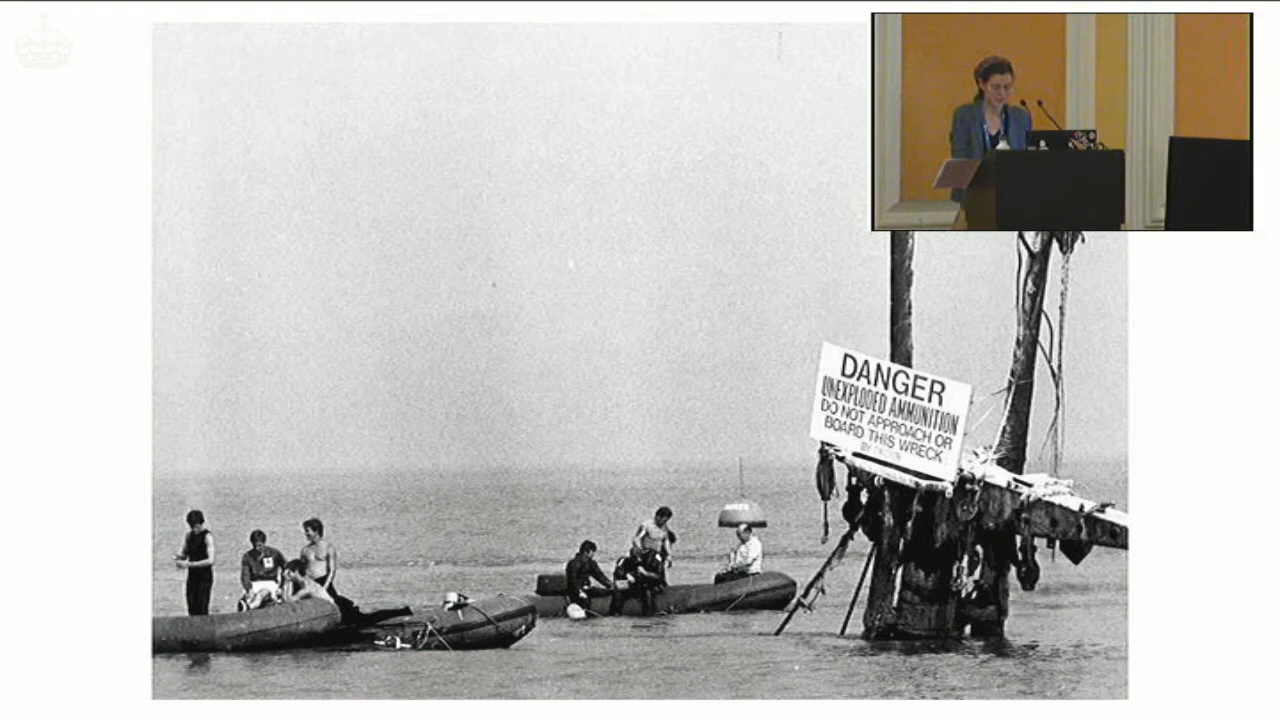 DANGER
UNEXPLODED AMMUNITION
DO NOT APPROACH OR
BOARD THIS WRECK